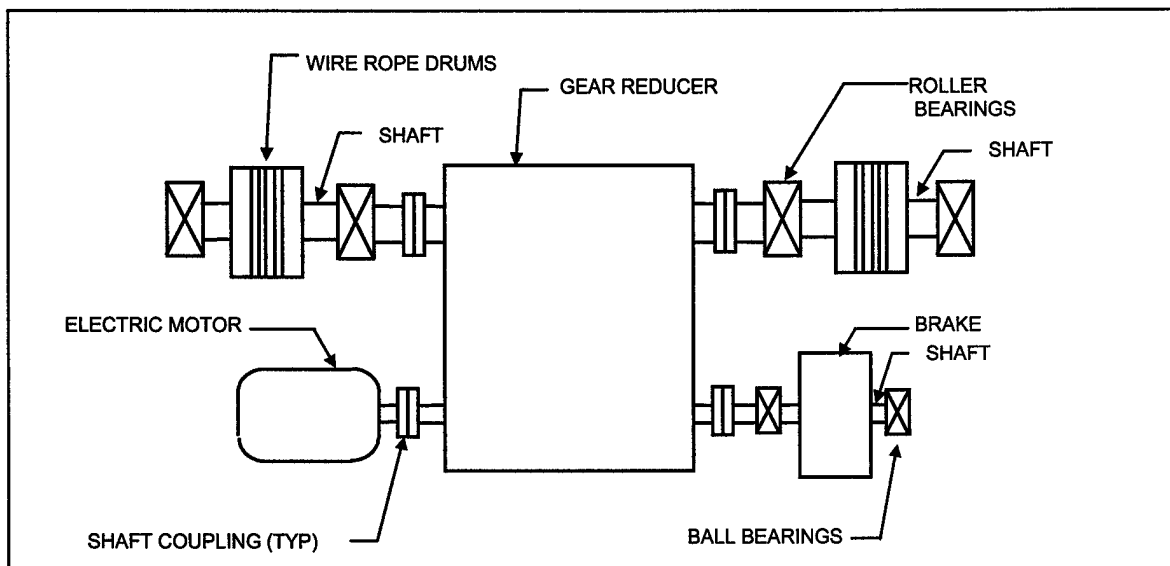 WIRE ROPE DRUMS
GEAR REDUCER
ROLLER
BEARINGS
SHAFT
SHAFT
ELECTRIC MOTOR
BRAKE
SHAFT
SHAFT COUPLING (TYP)
BALL BEARINGS